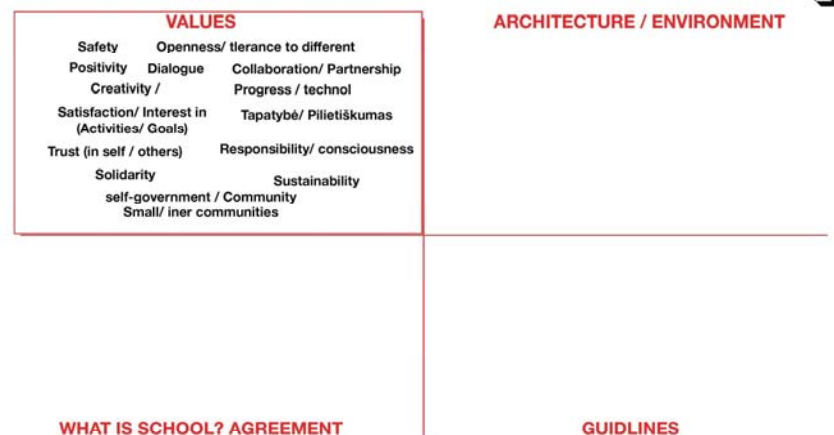 VALUES
ARCHITECTURE / ENVIRONMENT
Safety
Openness/ tlerance to different
Positivity
Dialogue
Collaboration/ Partnership
Creativity /
Progress / technol
Satisfaction/ Interest in
(Activities/ Goals)
Tapatybė/ Pilietiškumas
Trust (in self / others)
Responsibility/ consciousness
Solidarity
Sustainability
self-government / Community
Small/ iner communities
WHAT IS SCHOOL? AGREEMENT
GUIDLINES